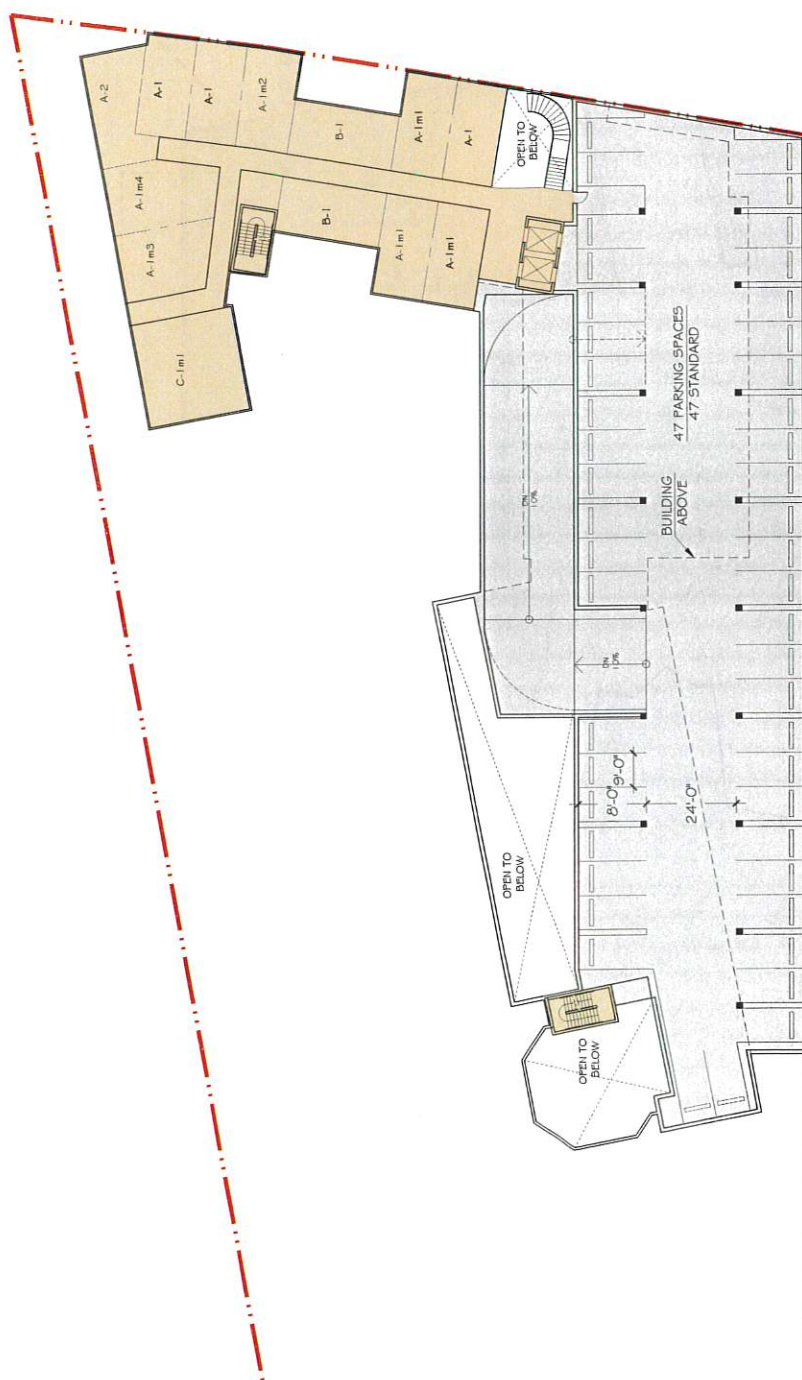 A-2
A-1
A-1
A-1m2
B-1
A-1m1
A-1
OPEN TO
BELOW
A-1m4
A-1m3
B-1
A-1m1
A-1m1
C-1m1
DN
10%
47 PARKING SPACES
47 STANDARD
BUILDING
ABOVE
DN
10%
9'-0"
8'-0"
24'-0"
OPEN TO
BELOW
OPEN TO
BELOW